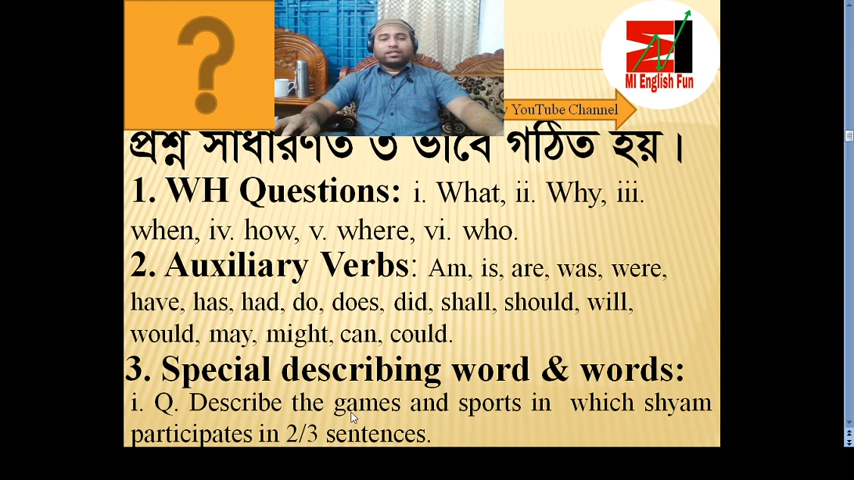 ?
MI English Fun
YouTube Channel
প্রশ্ন সাধারণত ৩ ভাবে গঠিত হয়।
1. WH Questions: i. What, ii. Why, iii.
when, iv. how, v. where, vi. who.
2. Auxiliary Verbs: Am, is, are, was, were,
have, has, had, do, does, did, shall, should, will,
would, may, might, can, could.
3. Special describing word & words:
i. Q. Describe the games and sports in which shyam
participates in 2/3 sentences.